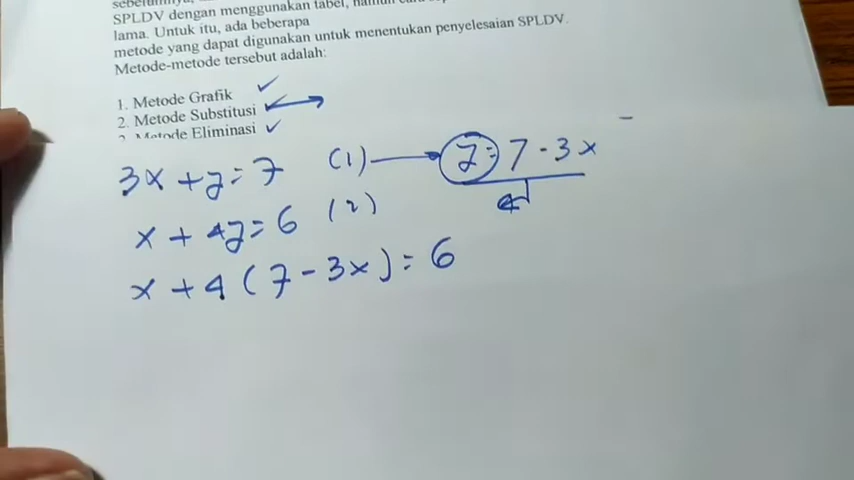 SPLDV dengan menggunakan tabel, namun cara
lama. Untuk itu, ada beberapa
metode yang dapat digunakan untuk menentukan penyelesaian SPLDV.
Metode-metode tersebut adalah:
1. Metode Grafik
2. Metode Substitusi
Metode Eliminasi
3x + y = 7 (1) y = 7 - 3x
x + 4y = 6 (2)
x + 4 (7 - 3x) = 6